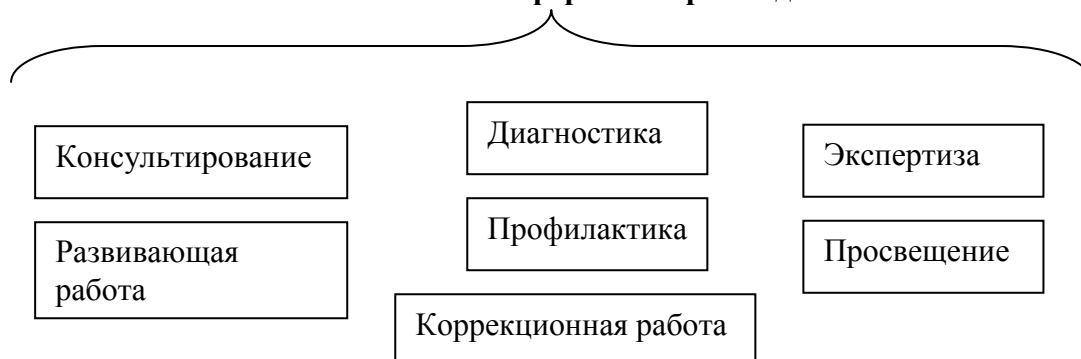 Диагностика
Консультирование
Экспертиза
Профилактика
Развивающая
работа
Просвещение
Коррекционная работа